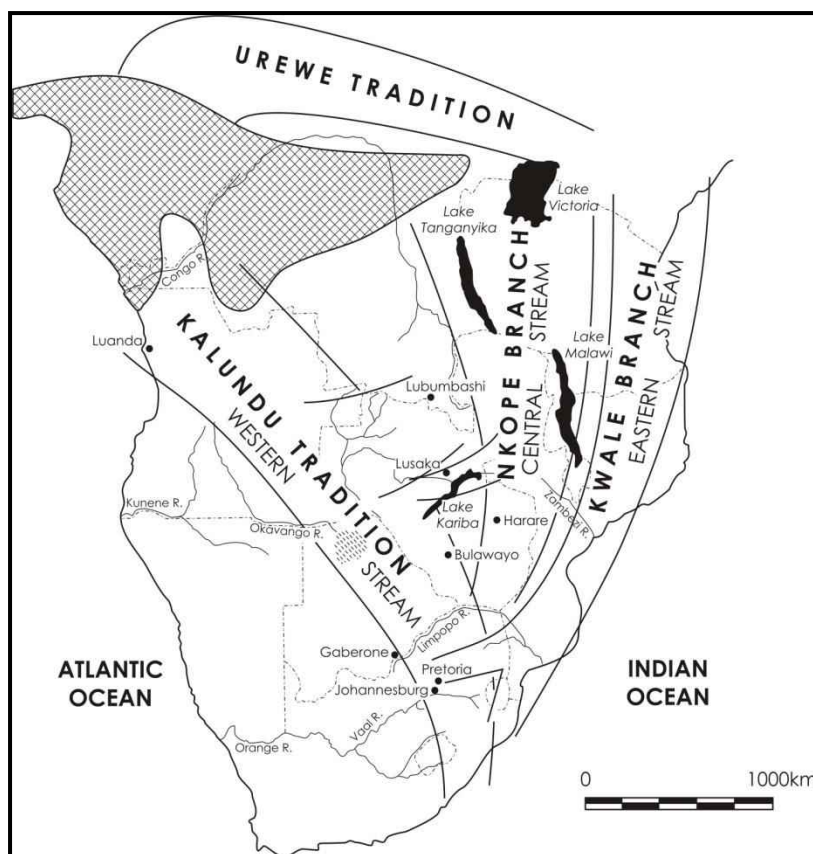 UREWE TRADITION
Lake
Victoria
Lake
Tanganyika
Congo R.
NKOPE BRANCH
CENTRAL STREAM
KWALE BRANCH
EASTERN STREAM
Luanda
KALUNDU TRADITION
WESTERN STREAM
Lake
Malawi
Lubumbashi
Lusaka
Kunene R.
Okavango R.
Lake
Kariba
Harare
Zambezi R.
Bulawayo
Limpopo R.
Gaberone
ATLANTIC
OCEAN
Pretoria
Johannesburg
INDIAN
OCEAN
Vaal R.
Orange R.
0 1000km